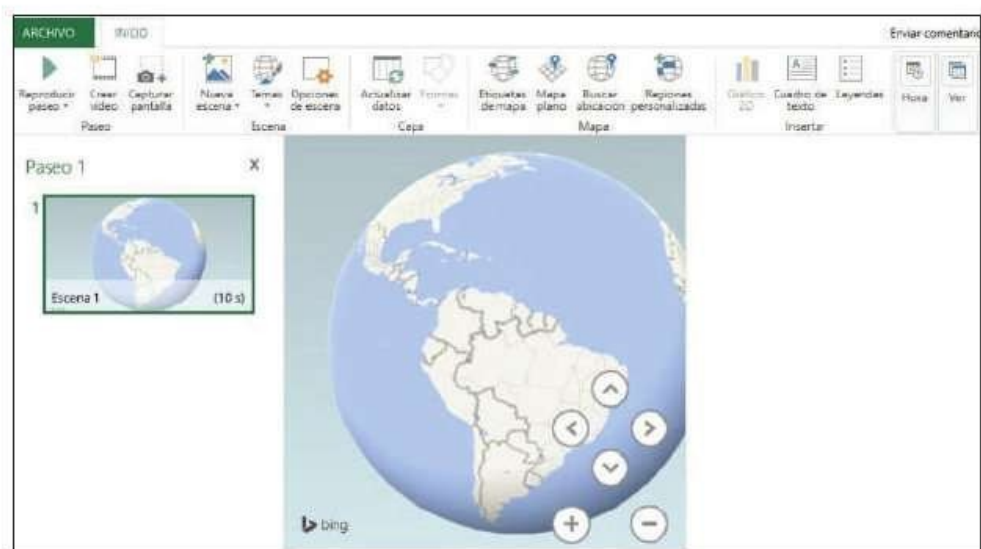 ARCHIVO INICIO Enviar comentario
Reproducir paseo Crear video Capturar pantalla Nueva escena Temas Opciones de escena Actualizar datos Formas Etiquetas de mapa Mapa plano Buscar ubicación Regiones personalizadas Gráfico 2D Cuadro de texto Leyendas Hora Ver
Paseo Escena Capa Mapa Insertar
Paseo 1 X
1
Escena 1 (10 s)
bing